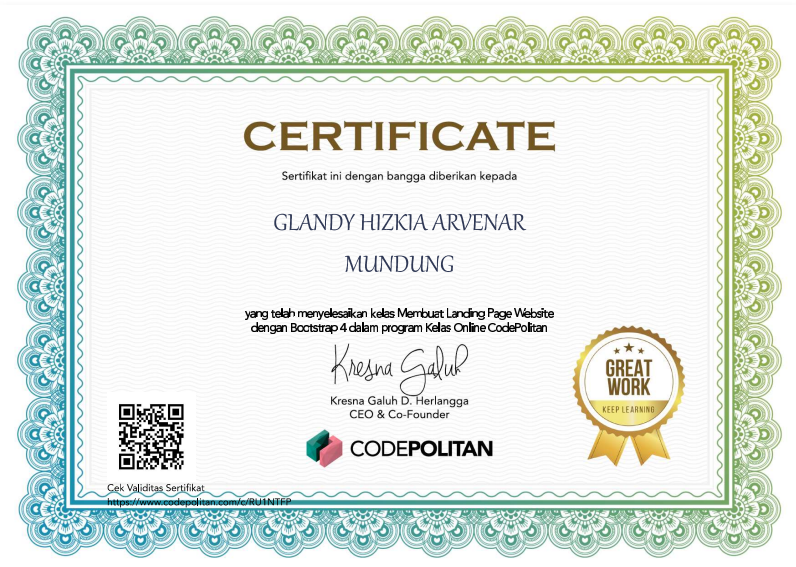 CERTIFICATE
Sertifikat ini dengan bangga diberikan kepada
GLANDY HIZKIA ARVENAR
MUNDUNG
yang telah menyelesaikan kelas Membuat Landing Page Website
dengan Bootstrap 4 dalam program Kelas Online CodePolitan
Kresna Galuh
Kresna Galuh D. Herlangga
CEO & Co-Founder
CODEPOLITAN
GREAT
WORK
KEEP LEARNING
Cek Validitas Sertifikat
https://www.codepolitan.com/c/RU1NTFP